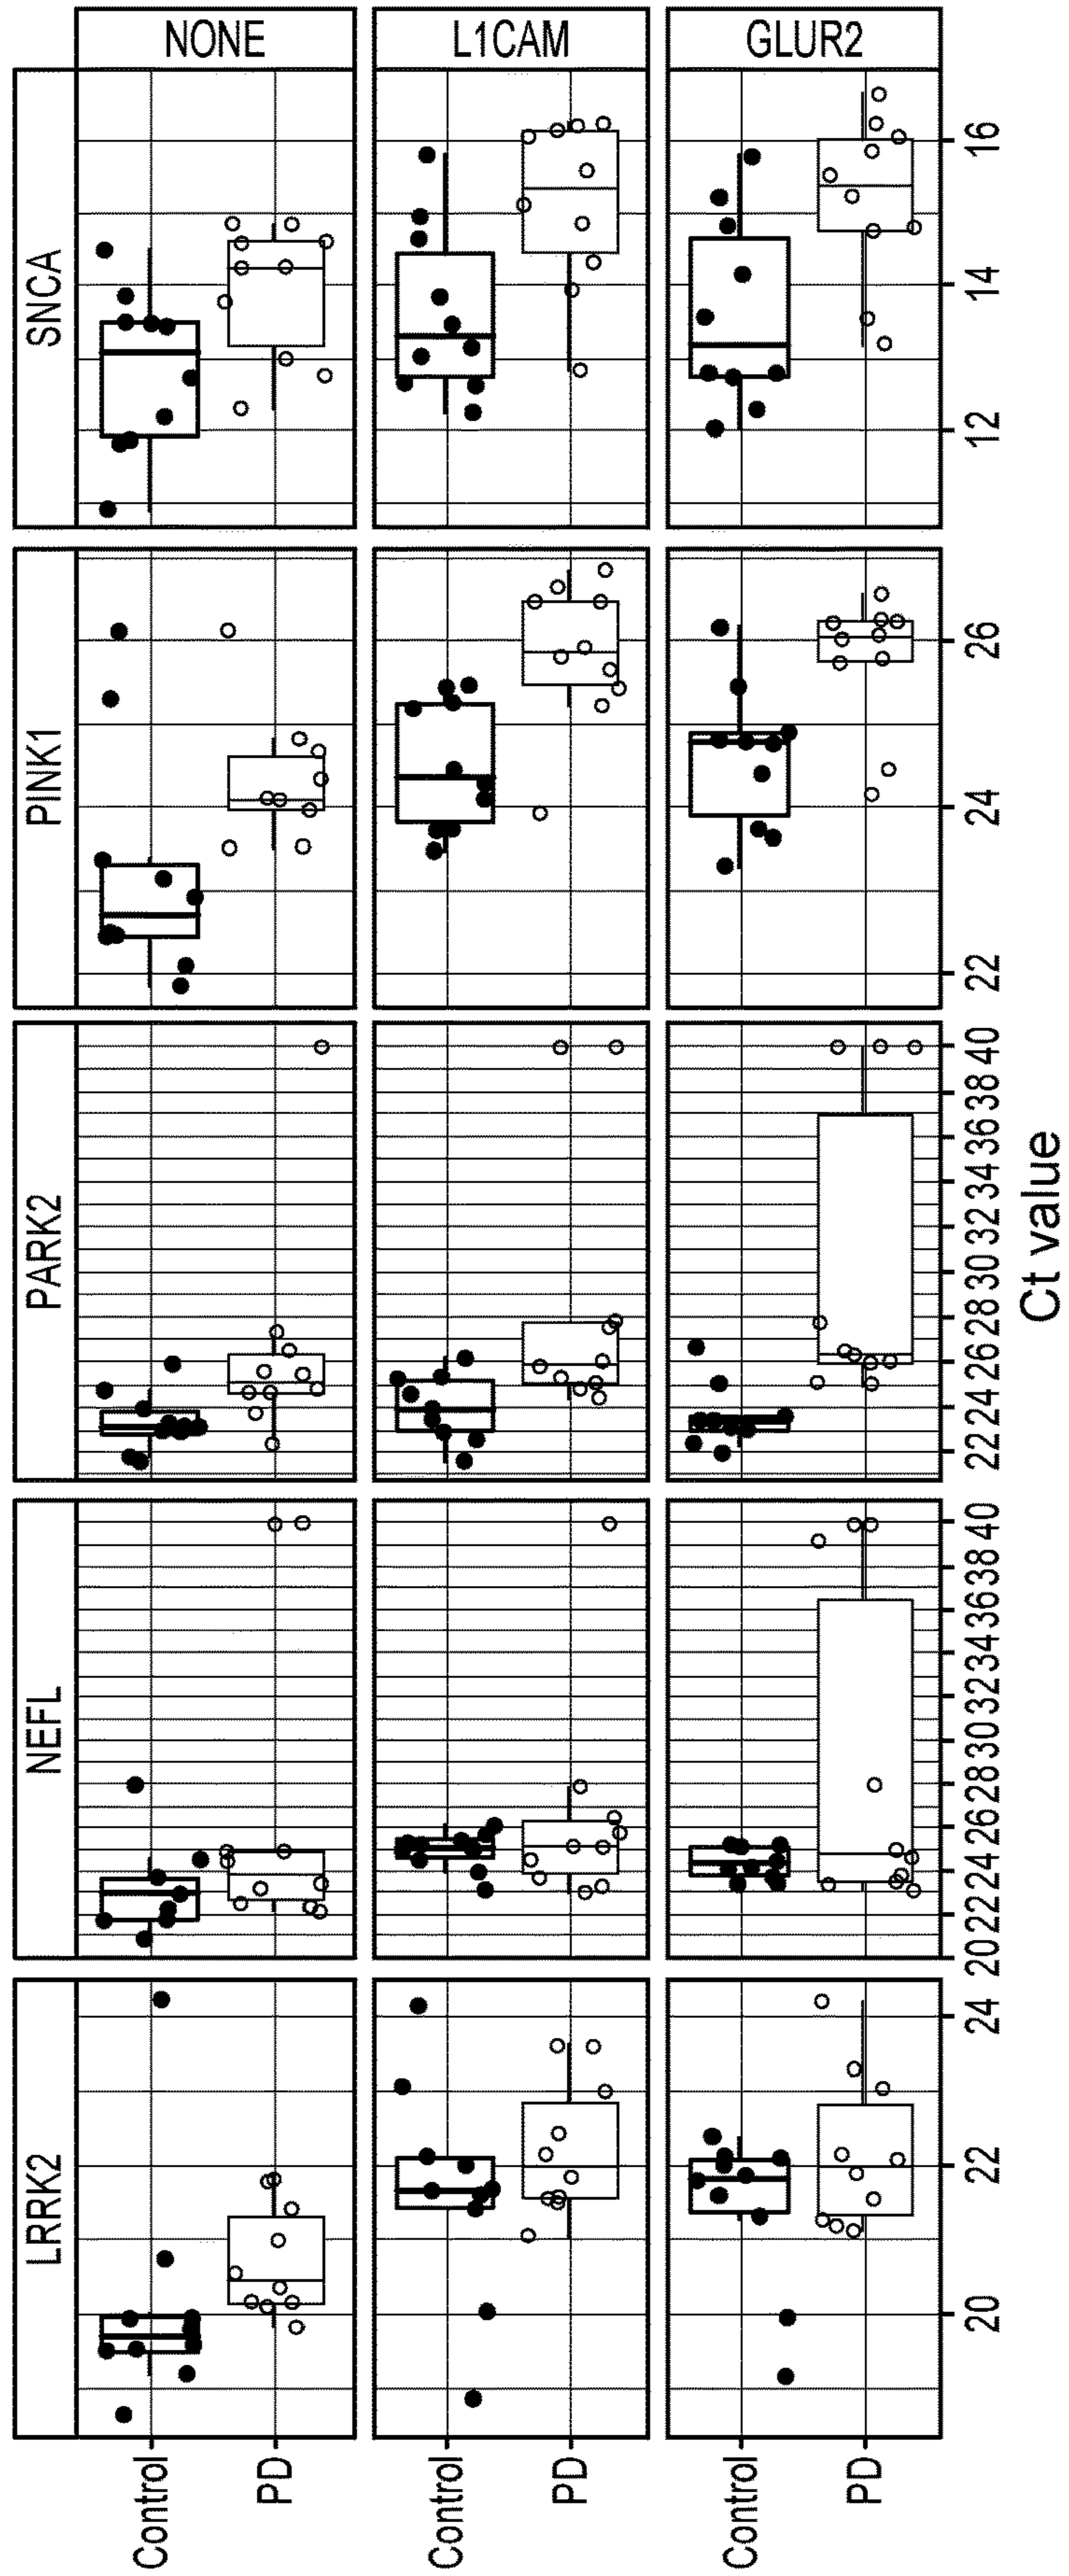 LRRK2
NEFL
PARK2
PINK1
SNCA
NONE
L1CAM
GLUR2
Control
PD
Control
PD
Control
PD
20 22 24
20 22 24 26 28 30 32 34 36 38 40
22 24 26 28 30 32 34 36 38 40
22 24 26
12 14 16
Ct value